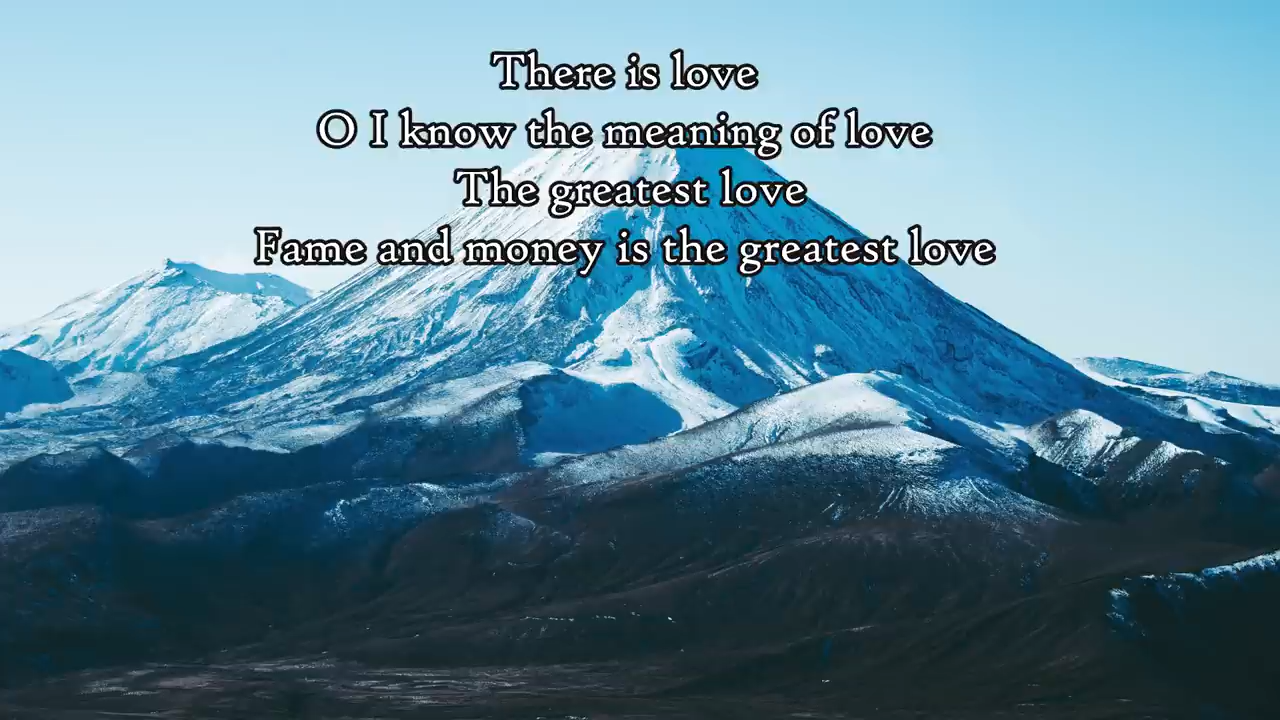 There is love
O I know the meaning of love
The greatest love
Fame and money is the greatest love